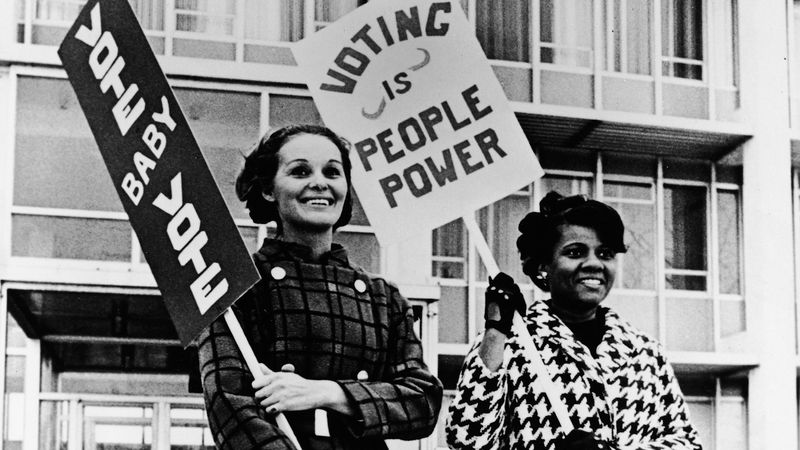 VOTE
BABY
VOTE
VOTING
IS
PEOPLE
POWER